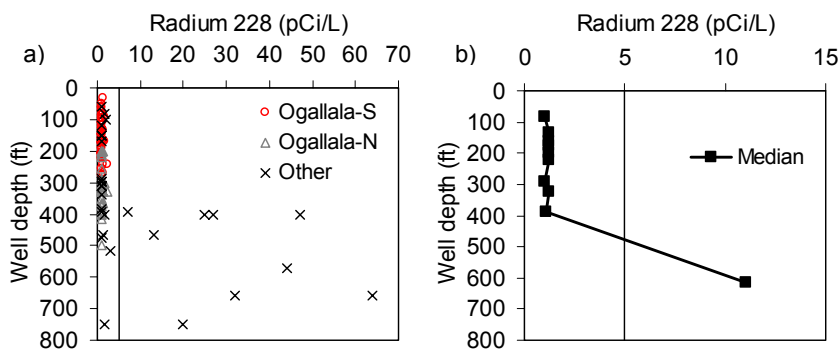 Radium 228 (pCi/L)
a)
0 10 20 30 40 50 60 70
0
100
200
300
400
500
600
700
800
Well depth (ft)
Ogallala-S
Ogallala-N
Other
Radium 228 (pCi/L)
b)
0 5 10 15
0
100
200
300
400
500
600
700
800
Well depth (ft)
Median